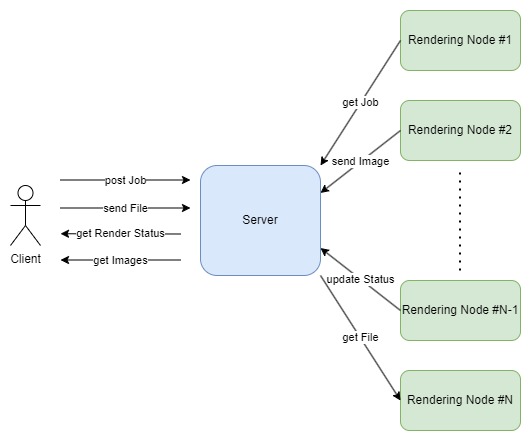 Rendering Node #1
get Job
Rendering Node #2
send Image
post Job
send File
Server
get Render Status
Client
get Images
update Status
Rendering Node #N-1
get File
Rendering Node #N